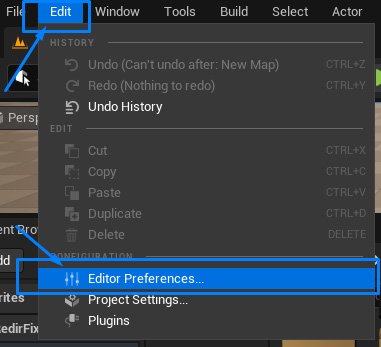 File Edit Window Tools Build Select Actor
HISTORY
Undo (Can't undo after: New Map) CTRL+Z
Redo (Nothing to redo) CTRL+Y
Undo History
Persp
EDIT
Cut CTRL+X
Copy CTRL+C
Paste CTRL+V
Duplicate CTRL+D
Delete DELETE
ent Brow
CONFIGURATION
dd
Editor Preferences...
rites
Project Settings...
RedirFix
Plugins